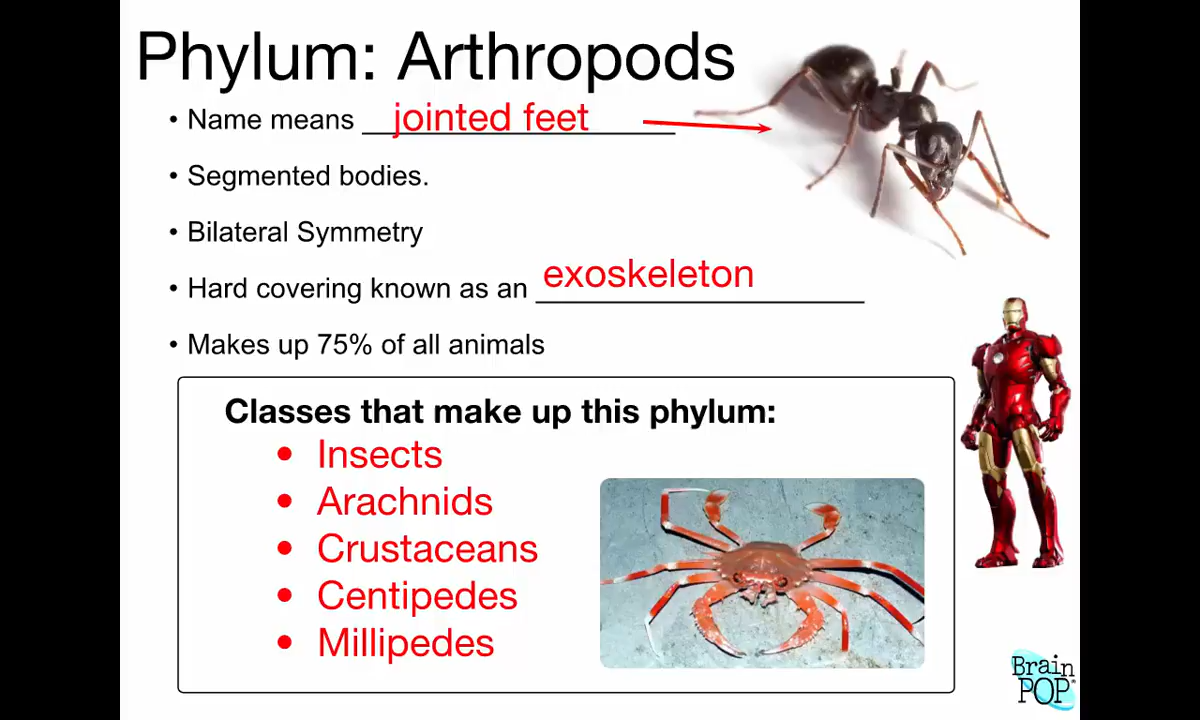 Phylum: Arthropods
• Name means jointed feet
• Segmented bodies.
• Bilateral Symmetry
• Hard covering known as an exoskeleton
• Makes up 75% of all animals
Classes that make up this phylum:
• Insects
• Arachnids
• Crustaceans
• Centipedes
• Millipedes
Brain
POP®